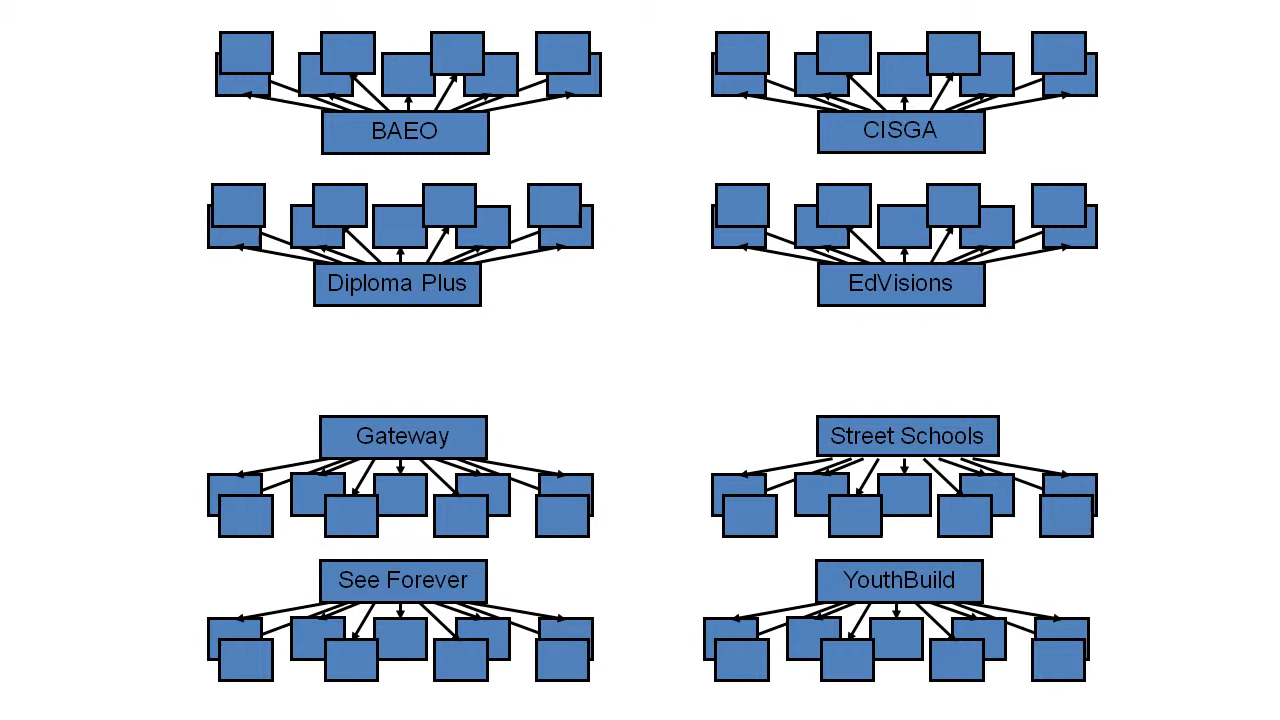 BAEO
CISGA
Diploma Plus
EdVisions
Gateway
Street Schools
See Forever
YouthBuild